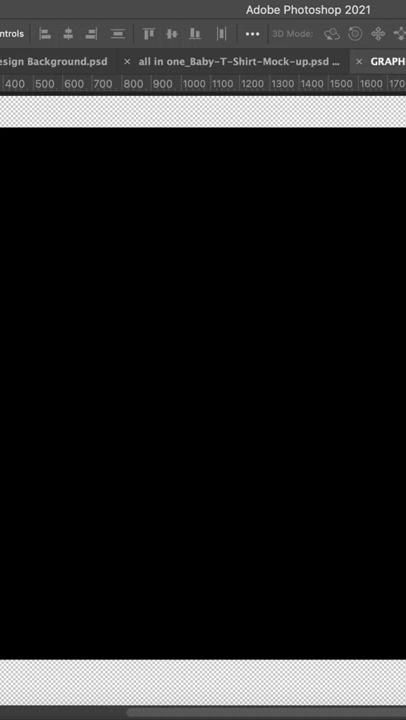 Adobe Photoshop 2021
ntrols
3D Mode:
esign Background.psd
× all in one_Baby-T-Shirt-Mock-up.psd ...
× GRAPH
400 500 600 700 800 900 1000 1100 1200 1300 1400 1500 1600 170